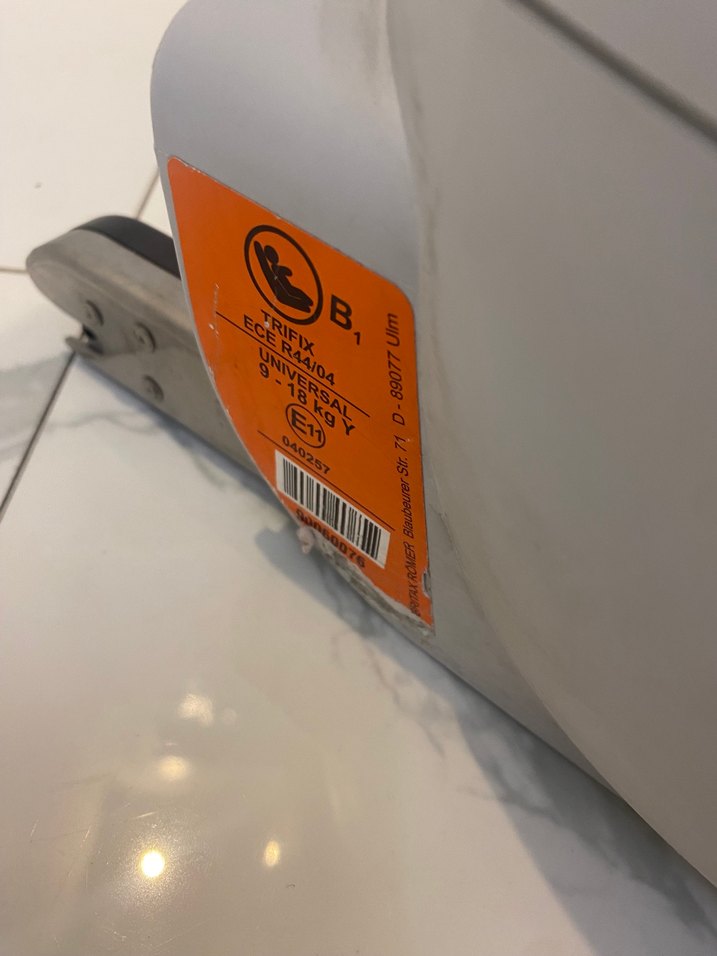 B1
TRIFIX
ECE R44/04
UNIVERSAL
9 - 18 kg Y
E11
040257
BRITAX RÖMER Blaubeurer Str. 71 D - 89077 Ulm